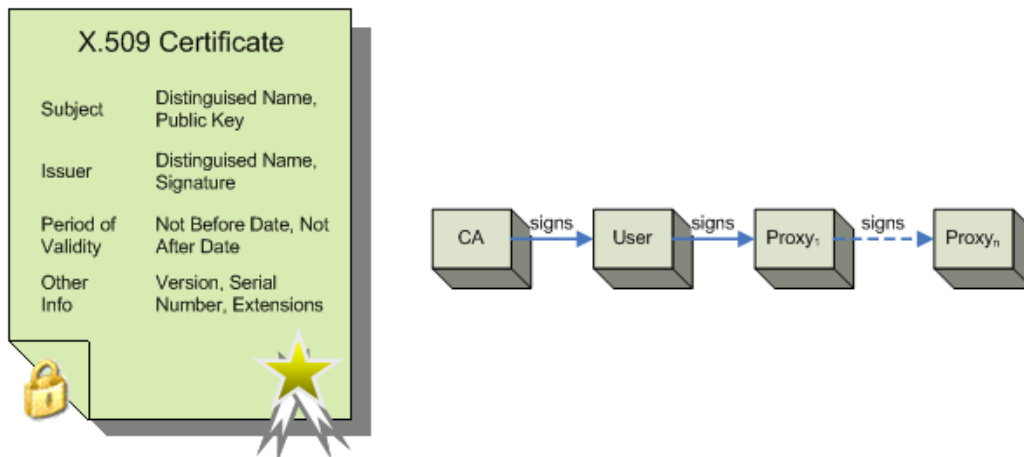 X.509 Certificate
Subject
Distinguised Name,
Public Key
Issuer
Distinguised Name,
Signature
Period of
Validity
Not Before Date, Not
After Date
Other
Info
Version, Serial
Number, Extensions
CA
signs
User
signs
Proxy₁
signs
Proxyₙ